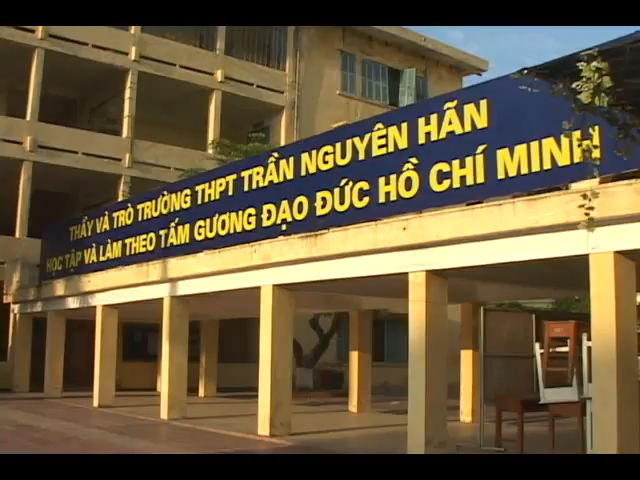 THẦY VÀ TRÒ TRƯỜNG THPT TRẦN NGUYÊN HÃN
HỌC TẬP VÀ LÀM THEO TẤM GƯƠNG ĐẠO ĐỨC HỒ CHÍ MINH